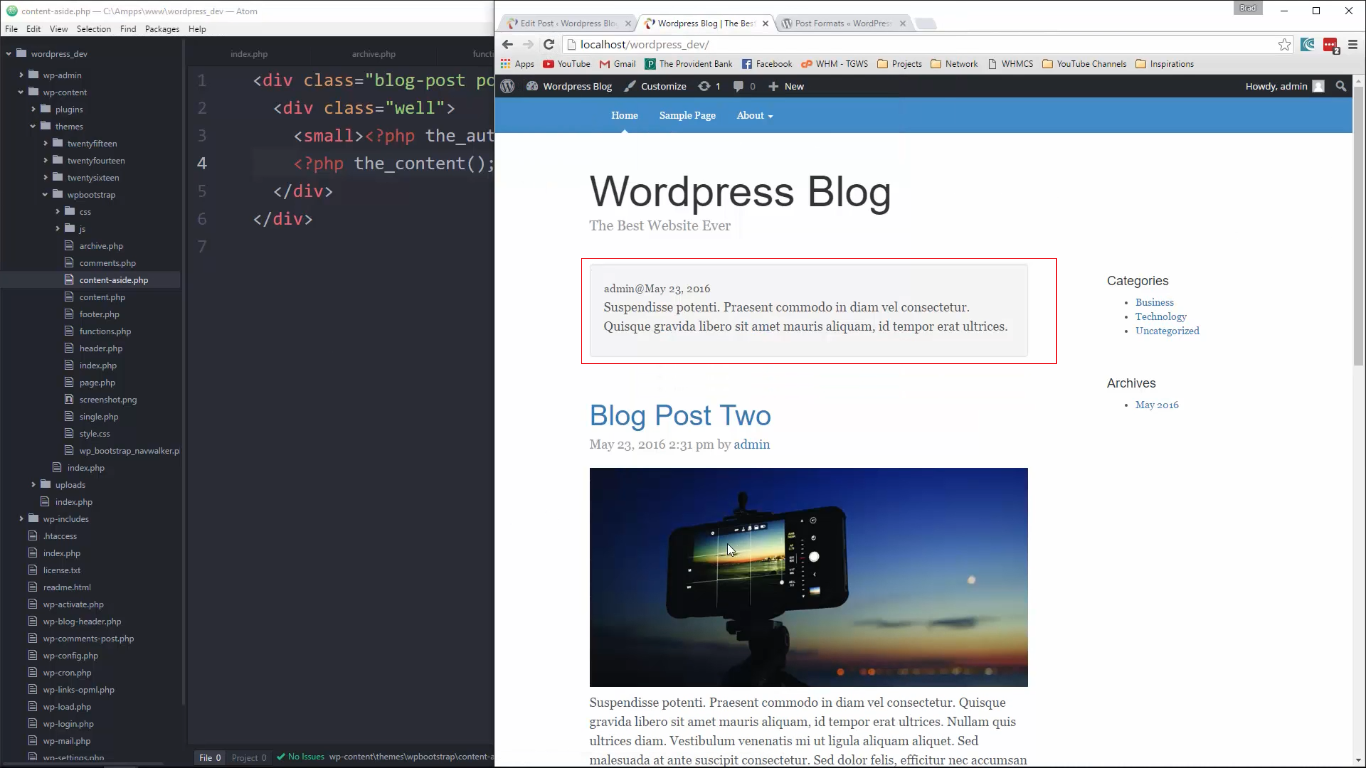 content-aside.php — C:\Ampps\www\wordpress_dev — Atom
File Edit View Selection Find Packages Help
wordpress_dev
wp-admin
wp-content
plugins
themes
twentyfifteen
twentyfourteen
twentysixteen
wpbootstrap
css
js
archive.php
comments.php
content-aside.php
content.php
footer.php
functions.php
header.php
index.php
page.php
screenshot.png
single.php
style.css
wp_bootstrap_navwalker.p
index.php
uploads
index.php
wp-includes
.htaccess
index.php
license.txt
readme.html
wp-activate.php
wp-blog-header.php
wp-comments-post.php
wp-config.php
wp-cron.php
wp-links-opml.php
wp-load.php
wp-login.php
wp-mail.php
wp-settings.php
index.php archive.php functi
1 <div class="blog-post po
2 <div class="well">
3 <small><?php the_aut
4 <?php the_content();
5 </div>
6 </div>
7
File 0 Project 0 No Issues wp-content\themes\wpbootstrap\content-a
Brad
Edit Post ‹ Wordpress Blo × Wordpress Blog | The Bes × Post Formats « WordPres ×
localhost/wordpress_dev/
Apps YouTube Gmail The Provident Bank Facebook WHM - TGWS Projects Network WHMCS YouTube Channels Inspirations
Wordpress Blog Customize 1 0 New Howdy, admin
Home Sample Page About
Wordpress Blog
The Best Website Ever
admin@May 23, 2016
Suspendisse potenti. Praesent commodo in diam vel consectetur.
Quisque gravida libero sit amet mauris aliquam, id tempor erat ultrices.
Blog Post Two
May 23, 2016 2:31 pm by admin
Suspendisse potenti. Praesent commodo in diam vel consectetur. Quisque
gravida libero sit amet mauris aliquam, id tempor erat ultrices. Nullam quis
ultrices diam. Vestibulum venenatis mi ut ligula aliquam aliquet. Sed
malesuada at ante suscipit consectetur. Sed dolor felis, efficitur nec accumsan
Categories
Business
Technology
Uncategorized
Archives
May 2016